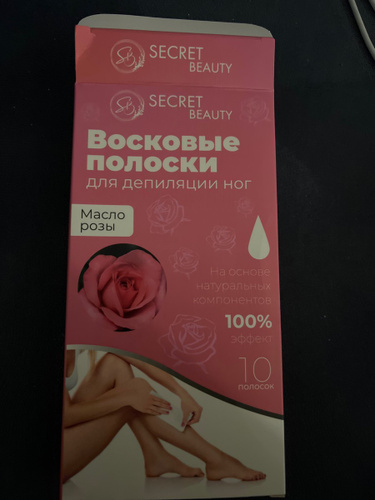 SECRET
BEAUTY
SECRET
BEAUTY
Восковые
полоски
для депиляции ног
Масло
розы
На основе
натуральных
компонентов
100%
эффект
10
полосок